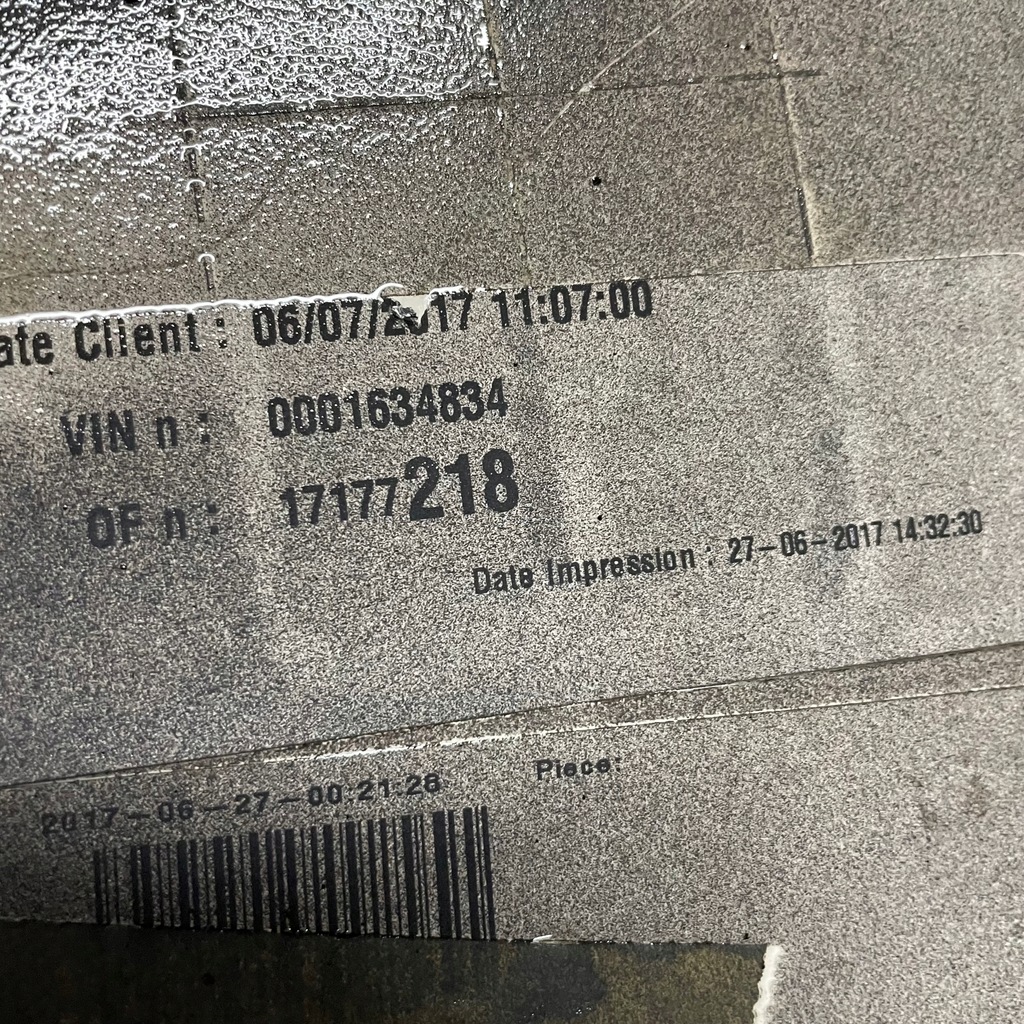 ate Client : 06/07/2017 11:07:00
VIN n : 0001634834
OF n : 17177218
Date Impression : 27-06-2017 14:32:30
Piece:
2017-06-27-00.21.28